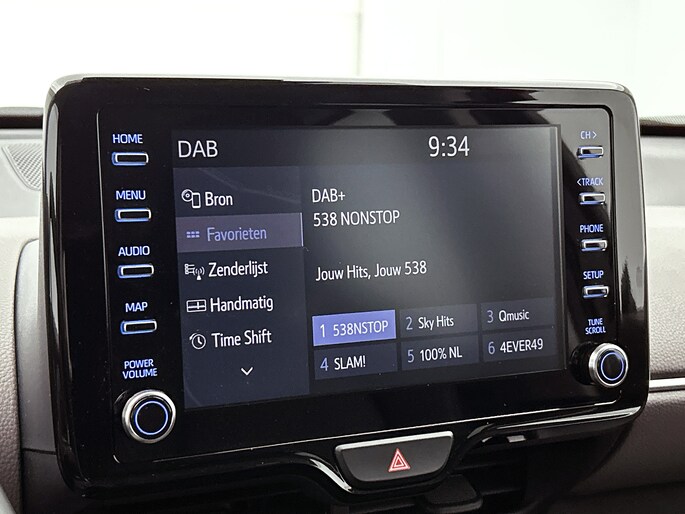 HOME
MENU
AUDIO
MAP
POWER
VOLUME
DAB
9:34
Bron
Favorieten
Zenderlijst
Handmatig
Time Shift
DAB+
538 NONSTOP
Jouw Hits, Jouw 538
1 538NSTOP
2 Sky Hits
3 Qmusic
4 SLAM!
5 100% NL
6 4EVER49
CH >
< TRACK
PHONE
SETUP
TUNE
SCROLL